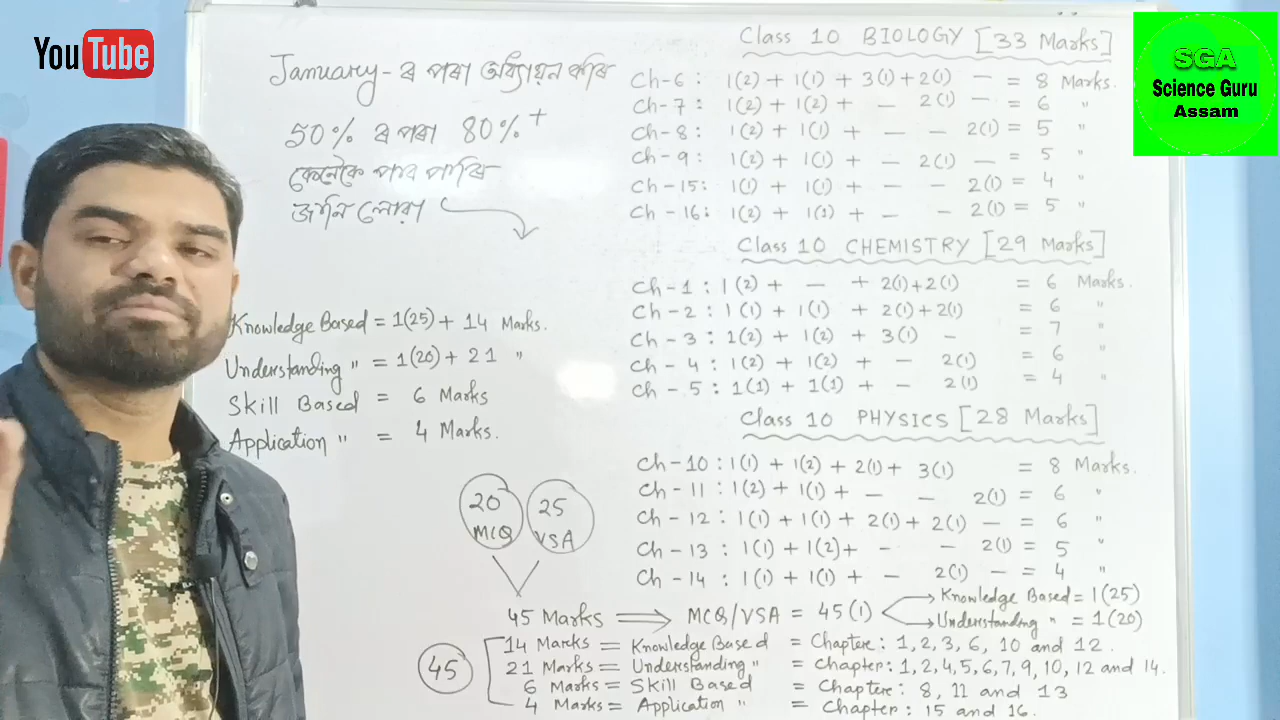 YouTube
SGA
Science Guru
Assam
January-ৰ পৰা অধ্যয়ন কৰি
50% ৰ পৰা 80%+
কেনেকৈ পাব পাৰি
জানি লোৱা
Knowledge Based = 1(25) + 14 Marks.
Understanding " = 1(20) + 21 "
Skill Based = 6 Marks
Application " = 4 Marks.
20 MCQ
25 VSA
Class 10 BIOLOGY [33 Marks]
Ch-6: 1(2) + 1(1) + 3(1) + 2(1) — = 8 Marks.
Ch-7: 1(2) + 1(2) + — 2(1) — = 6 "
Ch-8: 1(2) + 1(1) + — — 2(1) = 5 "
Ch-9: 1(2) + 1(1) + — 2(1) — = 5 "
Ch-15: 1(1) + 1(1) + — — 2(1) = 4 "
Ch-16: 1(2) + 1(1) + — — 2(1) = 5 "
Class 10 CHEMISTRY [29 Marks]
Ch-1: 1(2) + — + 2(1)+2(1) = 6 Marks.
Ch-2: 1(1) + 1(1) + 2(1)+2(1) = 6 "
Ch-3: 1(2) + 1(2) + 3(1) — = 7 "
Ch-4: 1(2) + 1(2) + — 2(1) = 6 "
Ch-5: 1(1) + 1(1) + — 2(1) = 4 "
Class 10 PHYSICS [28 Marks]
Ch-10: 1(1) + 1(2) + 2(1) + 3(1) = 8 Marks.
Ch-11: 1(2) + 1(1) + — — 2(1) = 6 "
Ch-12: 1(1) + 1(1) + 2(1) + 2(1) — = 6 "
Ch-13: 1(1) + 1(2) + — — 2(1) = 5 "
Ch-14: 1(1) + 1(1) + — 2(1) — = 4 "
45 Marks ⟹ MCQ/VSA = 45(1)
Knowledge Based = 1(25)
Understanding " = 1(20)
45
14 Marks = Knowledge Based = Chapter: 1, 2, 3, 6, 10 and 12.
21 Marks = Understanding " = Chapter: 1, 2, 4, 5, 6, 7, 9, 10, 12 and 14.
6 Marks = Skill Based = Chapter: 8, 11 and 13
4 Marks = Application " = Chapter: 15 and 16.